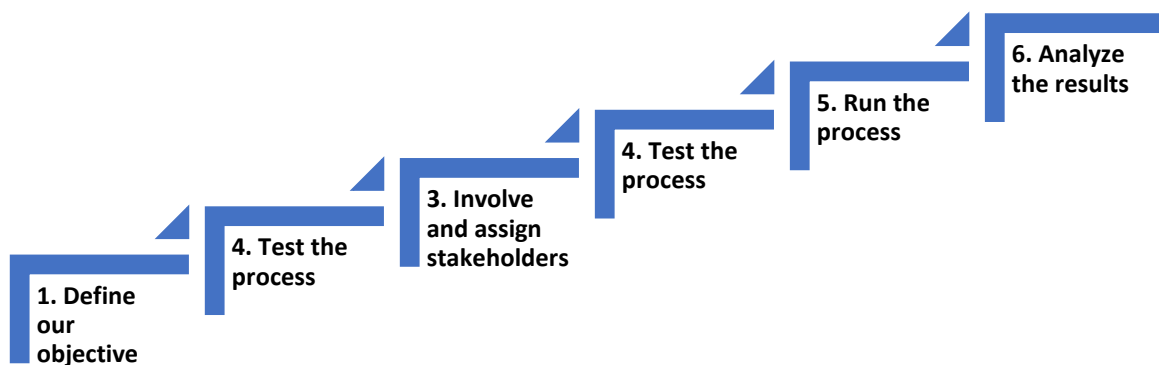 1. Define
our
objective
4. Test the
process
3. Involve
and assign
stakeholders
4. Test the
process
5. Run the
process
6. Analyze
the results